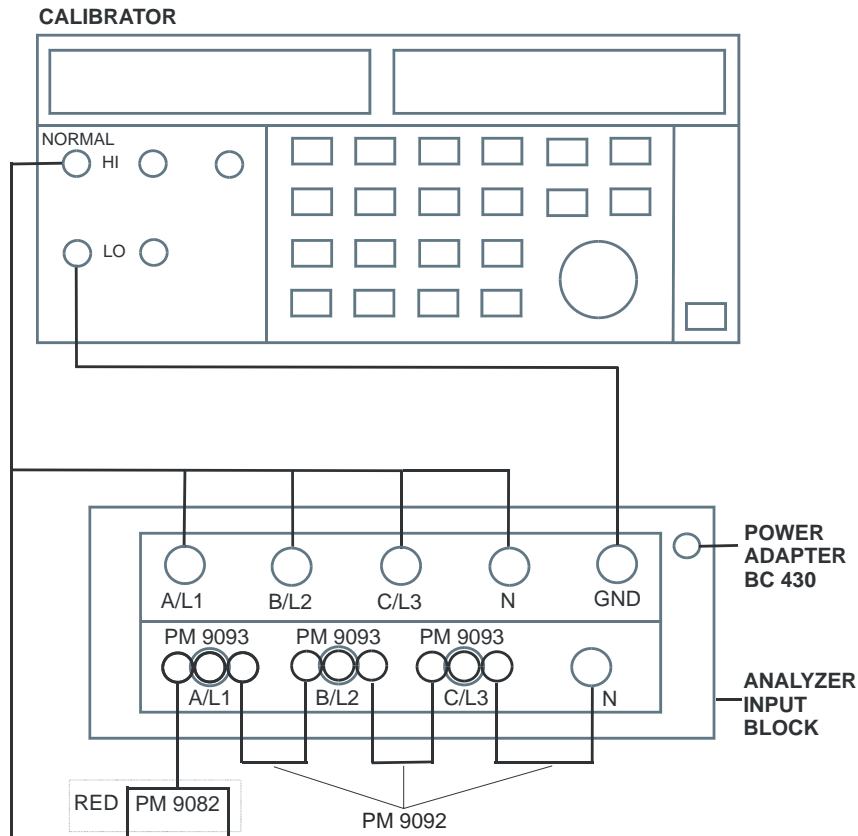 CALIBRATOR
NORMAL
HI
LO
A/L1
B/L2
C/L3
N
GND
POWER
ADAPTER
BC 430
PM 9093
PM 9093
PM 9093
A/L1
B/L2
C/L3
N
ANALYZER
INPUT
BLOCK
RED
PM 9082
PM 9092